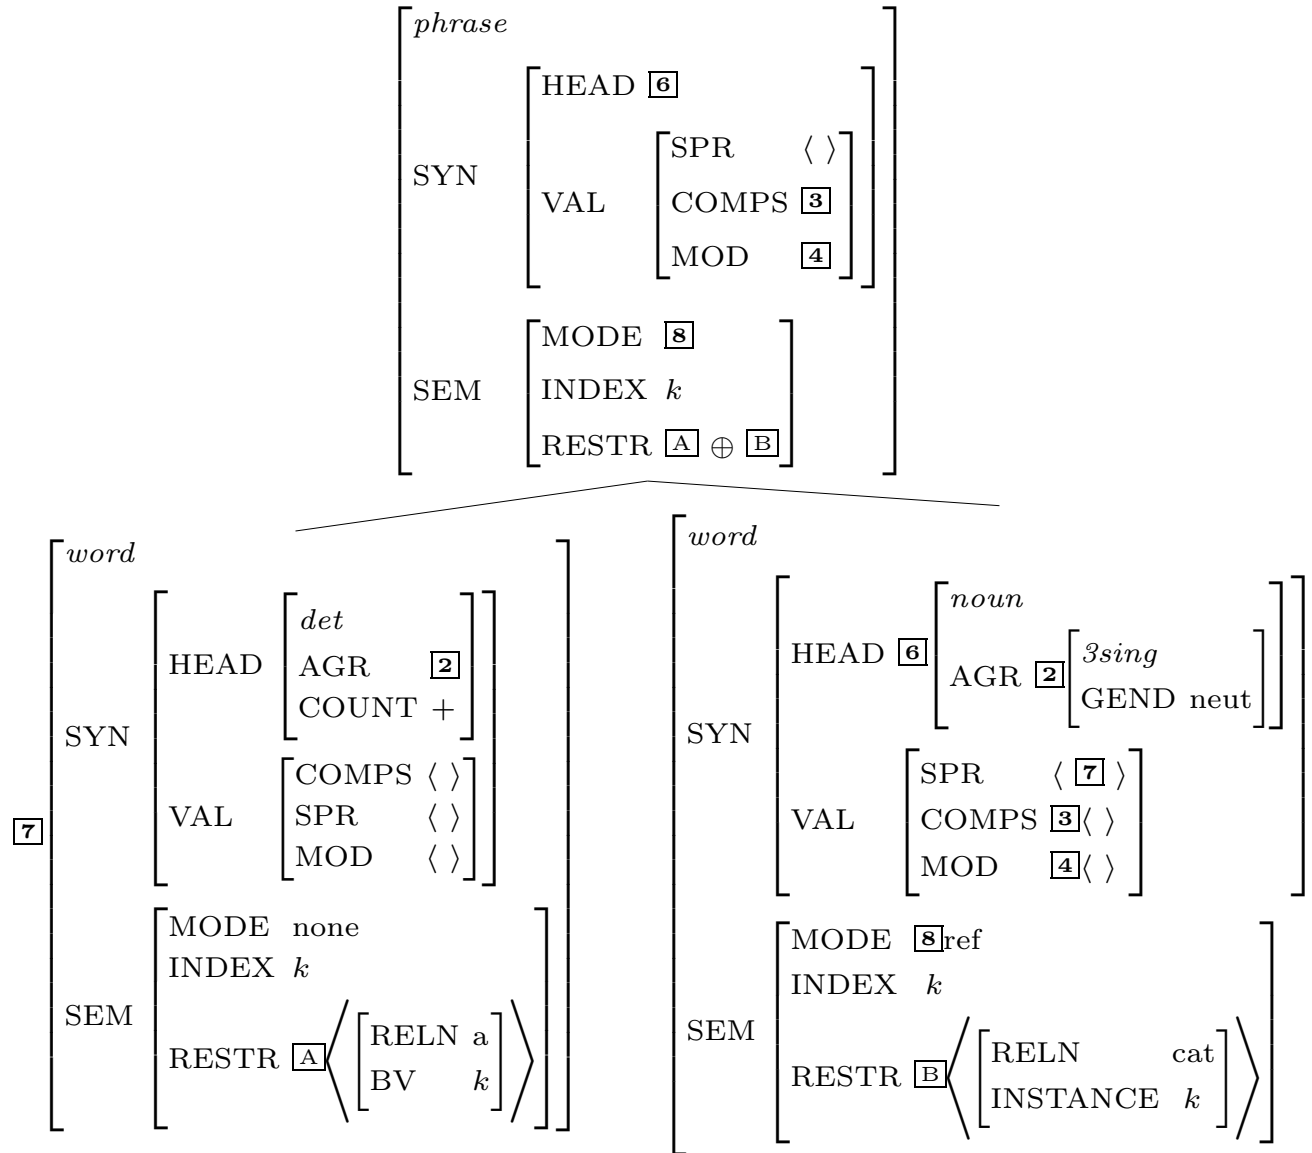 phrase
SYN
HEAD 6
VAL
SPR ⟨ ⟩
COMPS 3
MOD 4
SEM
MODE 8
INDEX k
RESTR A ⊕ B
7
word
SYN
HEAD
det
AGR 2
COUNT +
VAL
COMPS ⟨ ⟩
SPR ⟨ ⟩
MOD ⟨ ⟩
SEM
MODE none
INDEX k
RESTR A
⟨
RELN a
BV k
⟩
word
SYN
HEAD 6
noun
AGR 2
3sing
GEND neut
VAL
SPR ⟨ 7 ⟩
COMPS 3⟨ ⟩
MOD 4⟨ ⟩
SEM
MODE 8ref
INDEX k
RESTR B
⟨
RELN cat
INSTANCE k
⟩